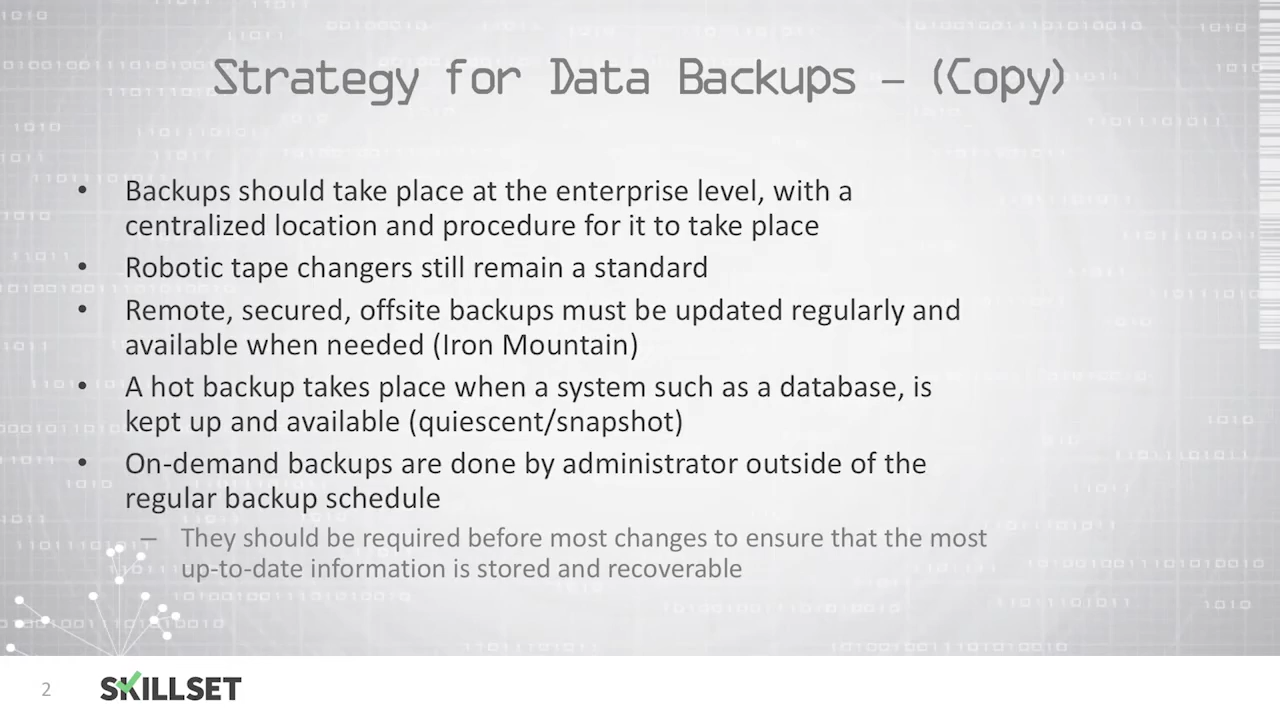 Strategy for Data Backups – (Copy)
• Backups should take place at the enterprise level, with a
centralized location and procedure for it to take place
• Robotic tape changers still remain a standard
• Remote, secured, offsite backups must be updated regularly and
available when needed (Iron Mountain)
• A hot backup takes place when a system such as a database, is
kept up and available (quiescent/snapshot)
• On-demand backups are done by administrator outside of the
regular backup schedule
– They should be required before most changes to ensure that the most
up-to-date information is stored and recoverable
2
SKILLSET